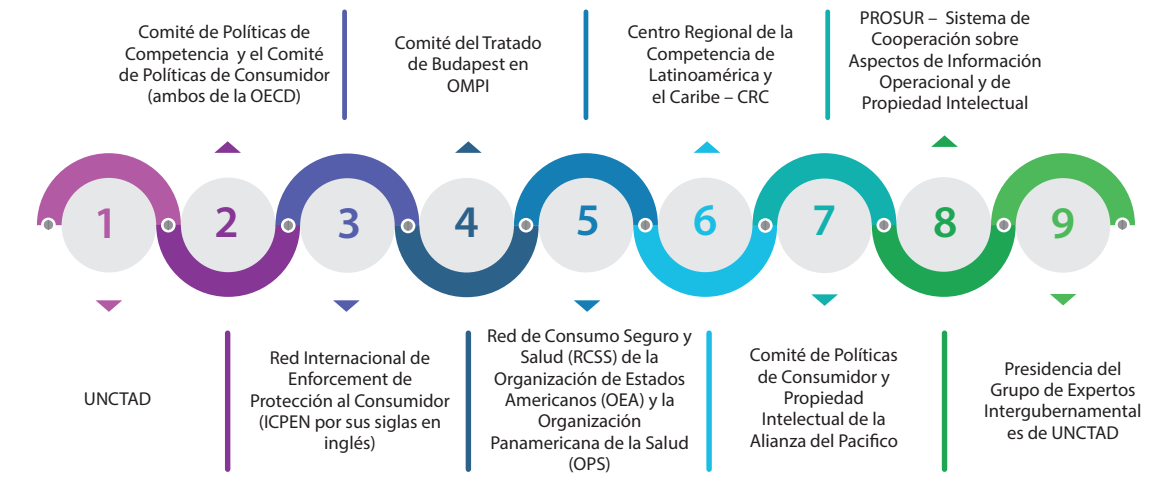 1
UNCTAD
2
Comité de Políticas de
Competencia y el Comité
de Políticas de Consumidor
(ambos de la OECD)
3
Red Internacional de
Enforcement de
Protección al Consumidor
(ICPEN por sus siglas en
inglés)
4
Comité del Tratado
de Budapest en
OMPI
5
Red de Consumo Seguro y
Salud (RCSS) de la
Organización de Estados
Americanos (OEA) y la
Organización
Panamericana de la Salud
(OPS)
6
Centro Regional de la
Competencia de
Latinoamérica y
el Caribe – CRC
7
Comité de Políticas
de Consumidor y
Propiedad
Intelectual de la
Alianza del Pacifico
8
PROSUR – Sistema de
Cooperación sobre
Aspectos de Información
Operacional y de
Propiedad Intelectual
9
Presidencia del
Grupo de Expertos
Intergubernamental
es de UNCTAD